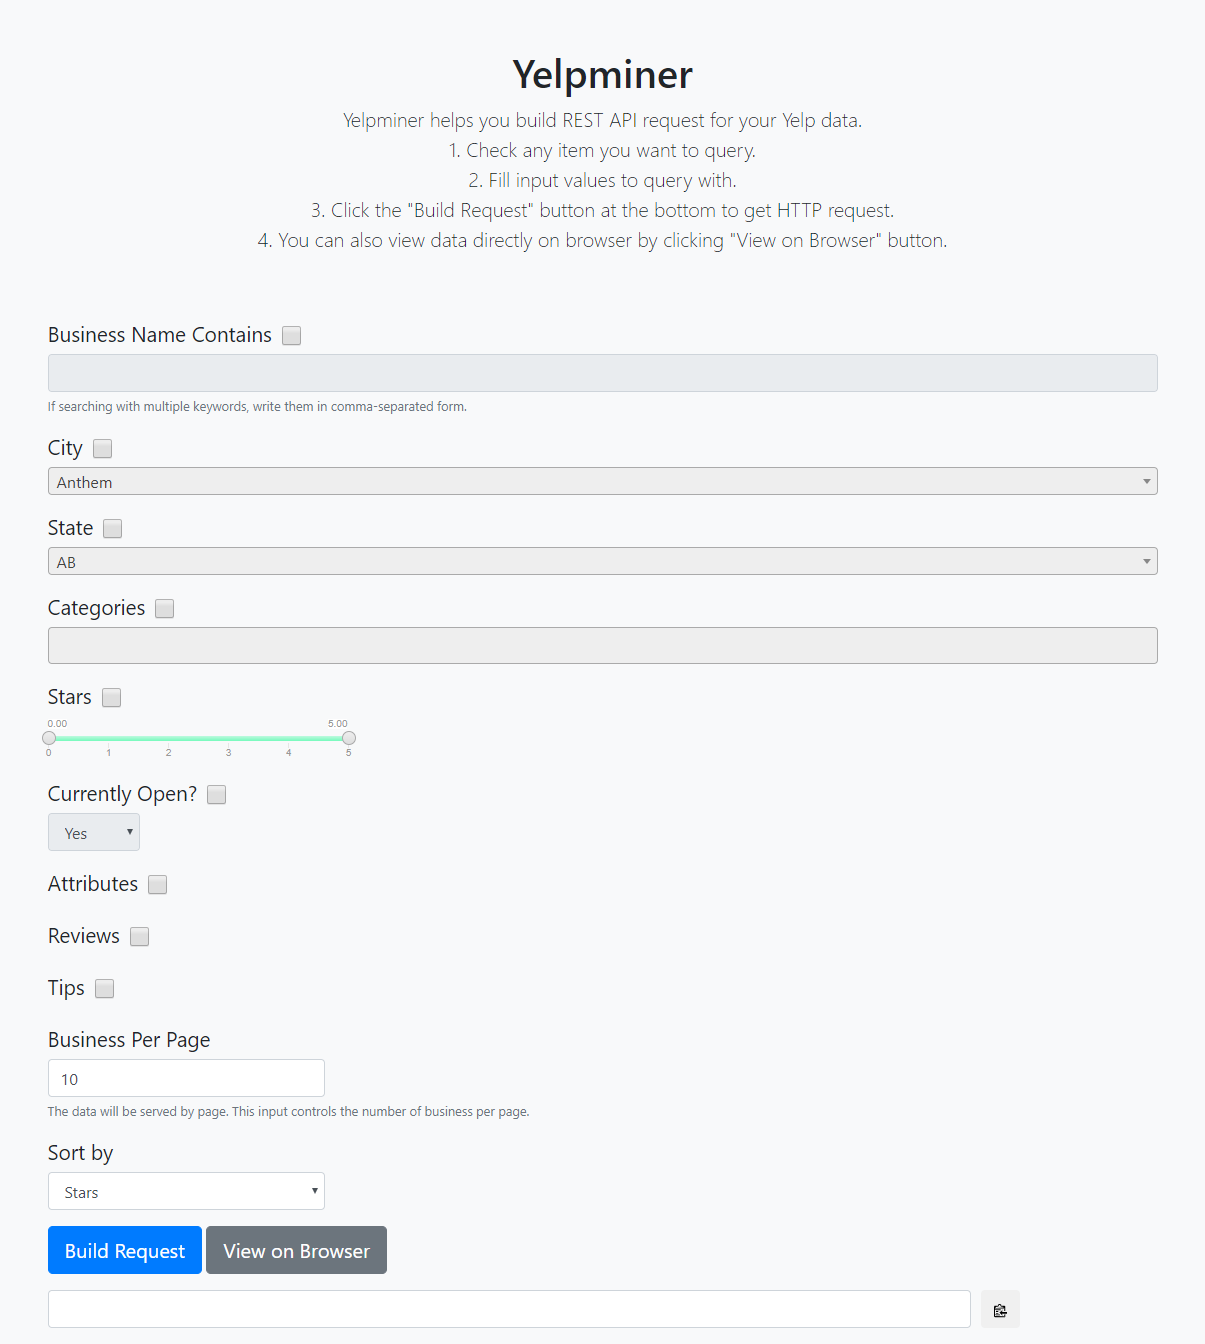 Yelpminer
Yelpminer helps you build REST API request for your Yelp data.
1. Check any item you want to query.
2. Fill input values to query with.
3. Click the "Build Request" button at the bottom to get HTTP request.
4. You can also view data directly on browser by clicking "View on Browser" button.
Business Name Contains
If searching with multiple keywords, write them in comma-separated form.
City
Anthem
State
AB
Categories
Stars
0.00 5.00
0 1 2 3 4 5
Currently Open?
Yes
Attributes
Reviews
Tips
Business Per Page
10
The data will be served by page. This input controls the number of business per page.
Sort by
Stars
Build Request View on Browser